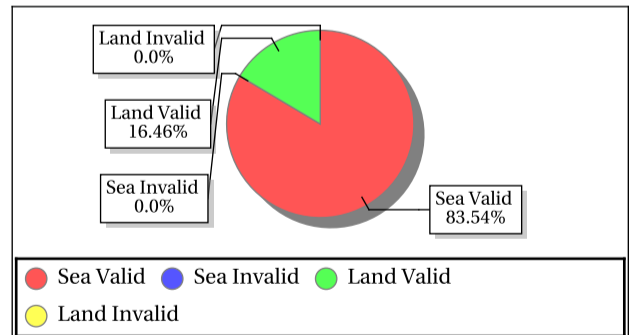 Land Invalid
0.0%
Land Valid
16.46%
Sea Invalid
0.0%
Sea Valid
83.54%
Sea Valid Sea Invalid Land Valid
Land Invalid